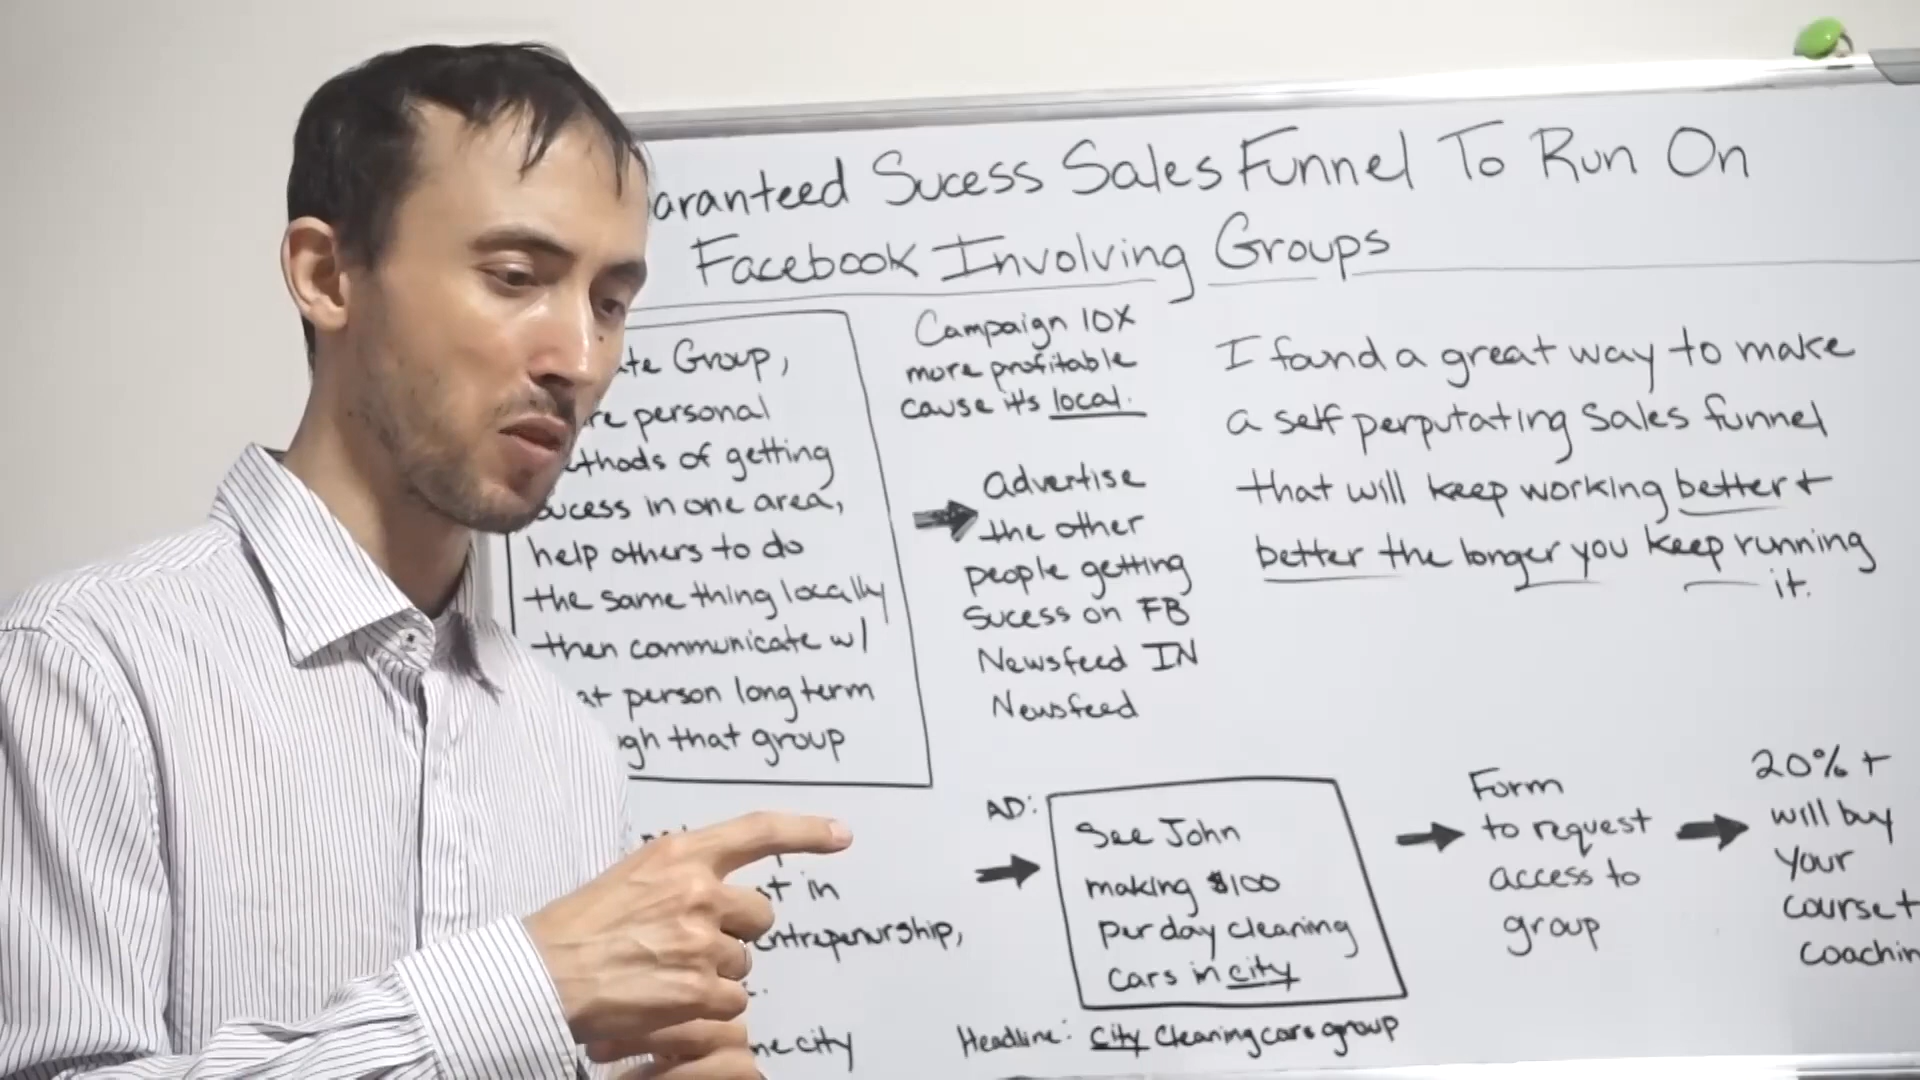 aranteed Sucess Sales Funnel To Run On
Facebook Involving Groups
te Group,
re personal
thods of getting
ucess in one area,
help others to do
the same thing locally
then communicate w/
at person long term
gh that group
Campaign 10X
more profitable
cause it's local.
Advertise
the other
people getting
Sucess on FB
Newsfeed IN
Newsfeed
I found a great way to make
a self perputating Sales funnel
that will keep working better +
better the longer you keep running
it.
t in
entrepenurship,
ne city
AD:
See John
making $100
per day cleaning
cars in city
Headline: City Cleaning cars group
Form
to request
access to
group
20% +
will buy
your
course +
coachin